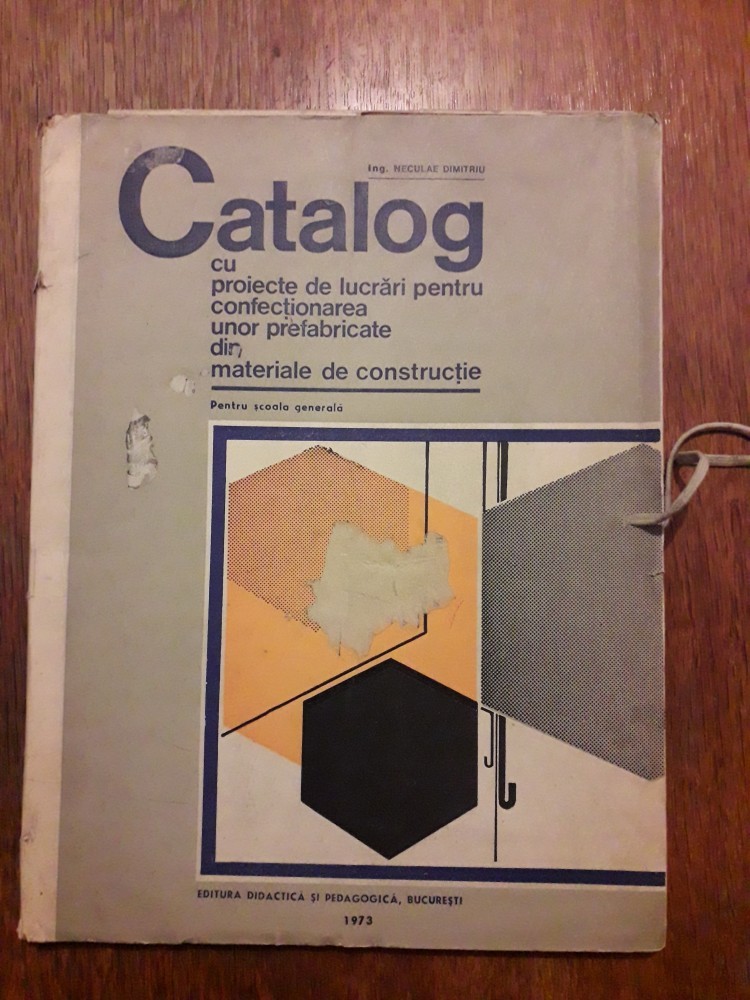 Ing. NECULAE DIMITRIU
Catalog
cu
proiecte de lucrări pentru
confecționarea
unor prefabricate
din
materiale de construcție
Pentru școala generală
EDITURA DIDACTICĂ ȘI PEDAGOGICĂ, BUCUREȘTI
1973